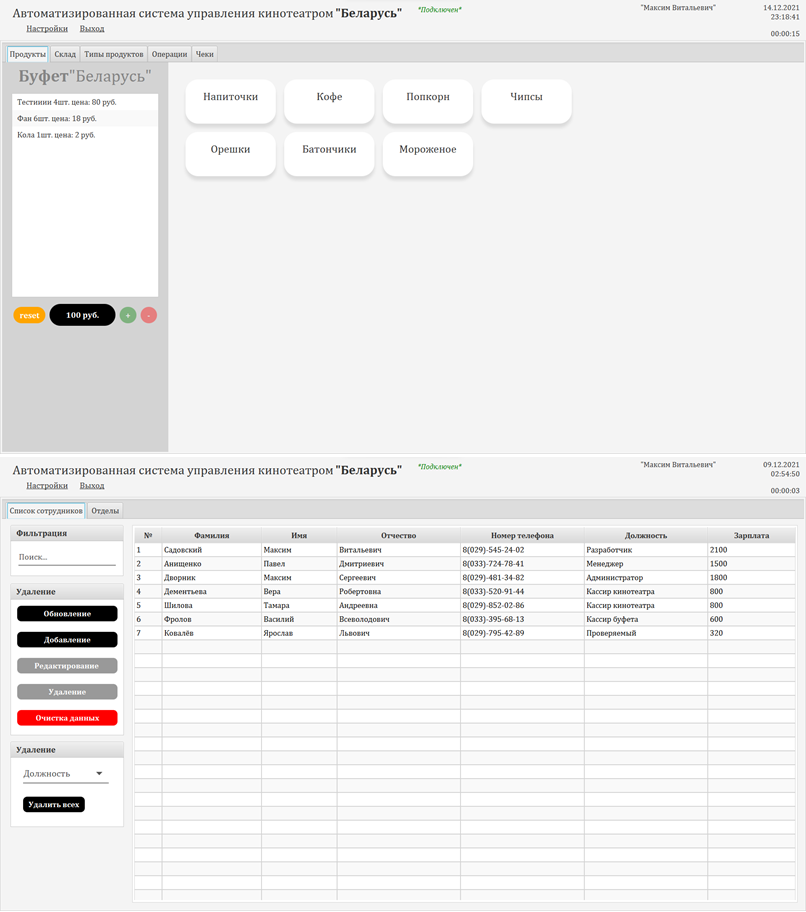 Автоматизированная система управления кинотеатром "Беларусь" *Подключен* "Максим Витальевич" 14.12.2021
23:18:41
Настройки Выход
00:00:15
Продукты Склад Типы продуктов Операции Чеки
Буфет"Беларусь"
Тестниии 4шт. цена: 80 руб.
Фан 6шт. цена: 18 руб.
Кола 1шт. цена: 2 руб.
Напиточки Кофе Попкорн Чипсы
Орешки Батончики Мороженое
reset 100 руб. + -
Автоматизированная система управления кинотеатром "Беларусь" *Подключен* "Максим Витальевич" 09.12.2021
02:54:50
Настройки Выход
00:00:03
Список сотрудников Отделы
Фильтрация
Поиск...
Удаление
Обновление
Добавление
Редактирование
Удаление
Очистка данных
Удаление
Должность
Удалить всех
№ Фамилия Имя Отчество Номер телефона Должность Зарплата
1 Садовский Максим Витальевич 8(029)-545-24-02 Разработчик 2100
2 Анищенко Павел Дмитриевич 8(033)-724-78-41 Менеджер 1500
3 Дворник Максим Сергеевич 8(029)-481-34-82 Администратор 1800
4 Дементьева Вера Робертовна 8(033)-520-91-44 Кассир кинотеатра 800
5 Шилова Тамара Андреевна 8(029)-852-02-86 Кассир кинотеатра 800
6 Фролов Василий Всеволодович 8(033)-395-68-13 Кассир буфета 600
7 Ковалёв Ярослав Львович 8(029)-795-42-89 Проверяемый 320